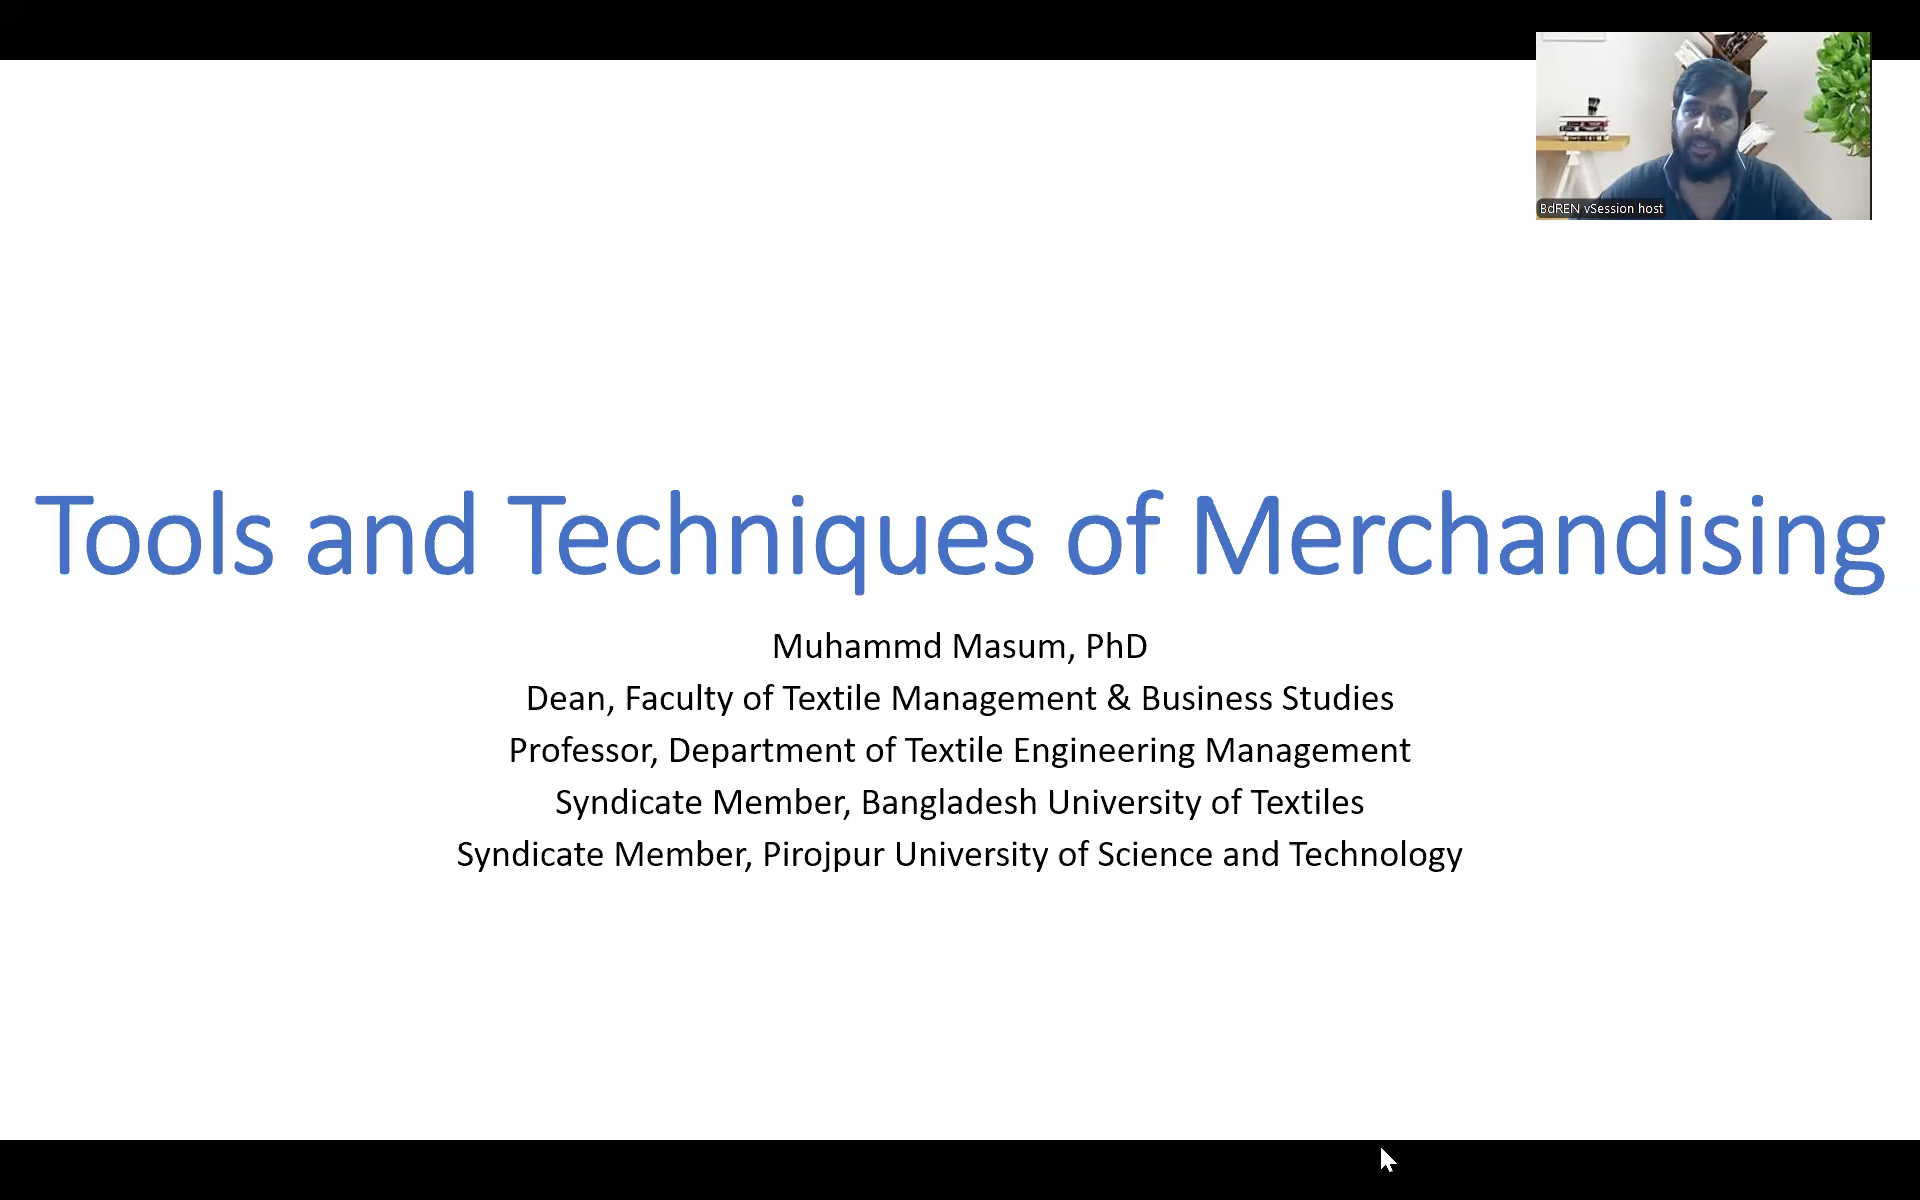 BdREN vSession host
Tools and Techniques of Merchandising
Muhammd Masum, PhD
Dean, Faculty of Textile Management & Business Studies
Professor, Department of Textile Engineering Management
Syndicate Member, Bangladesh University of Textiles
Syndicate Member, Pirojpur University of Science and Technology